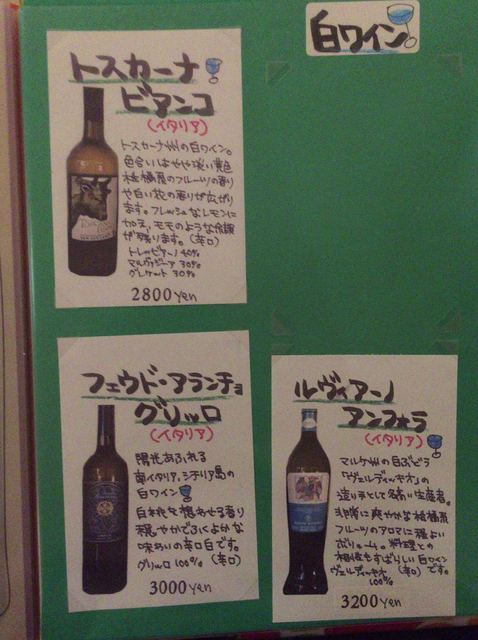 白ワイン
トスカーナ
ビアンコ
(イタリア)
トスカーナ州の白ワイン。
色合いはやや淡い黄色
柑橘系のフルーツの香り
や白い花の香りが広がり
ます。フレッシュなレモンに
加え、モモのような余韻
が残ります。(辛口)
トレッビアーノ 40%
マルヴァジーア 30%
グレケット 30%
2800yen
フェウド・アランチョ
グリッロ
(イタリア)
陽光あふれる
南イタリア、シチリア島の
白ワイン
白桃を想わせる香り
穏やかでふくよかな
味わいの辛口白です。
グリッロ 100% (辛口)
3000yen
ルヴィアーノ
アンフォラ
(イタリア)
マルケ州の白ぶどう
「ヴェルディッキオ」の
造り手として名高い生産者。
非常に爽やかな柑橘系
フルーツのアロマに程よい
ボリューム。料理との
相性もすばらしい白ワイン
(辛口)です。
ヴェルディッキオ
100%
3200yen